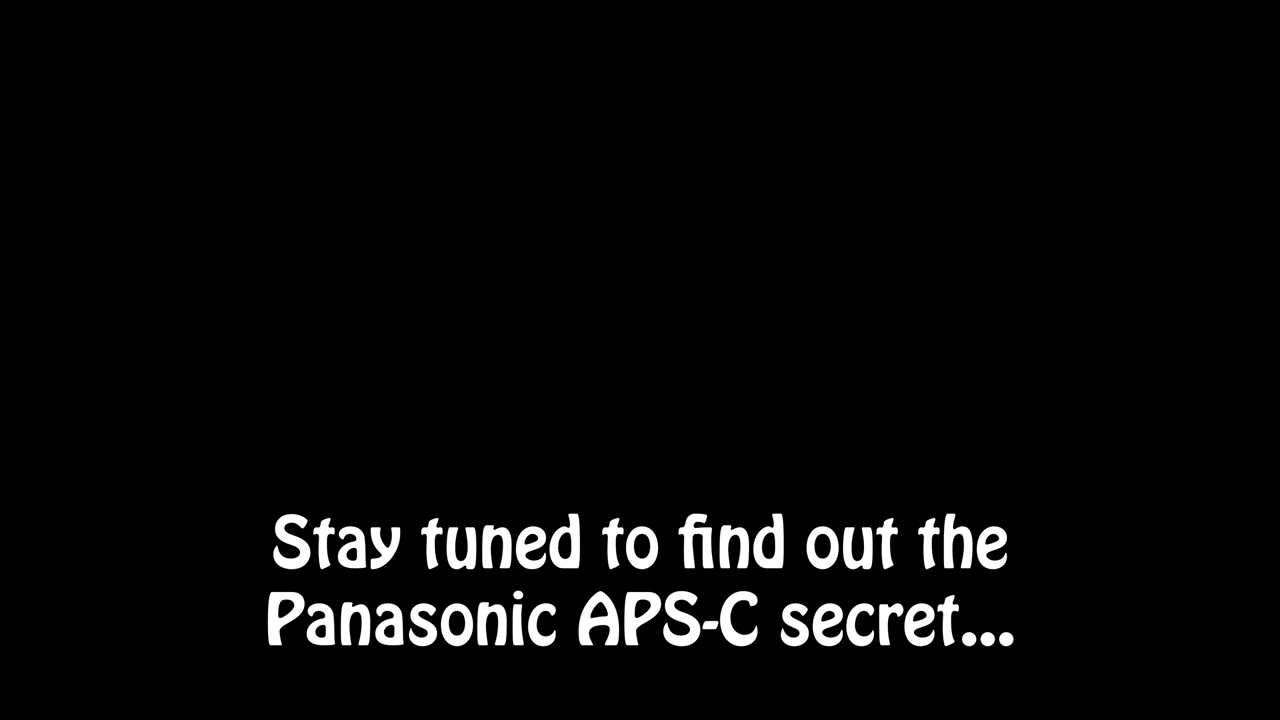 Stay tuned to find out the
Panasonic APS-C secret...